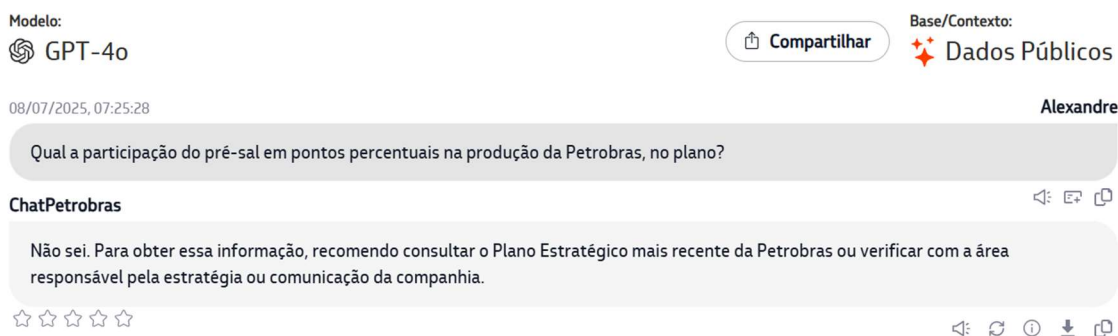 Modelo:
GPT-4o
Compartilhar
Base/Contexto:
Dados Públicos
08/07/2025, 07:25:28
Alexandre
Qual a participação do pré-sal em pontos percentuais na produção da Petrobras, no plano?
ChatPetrobras
Não sei. Para obter essa informação, recomendo consultar o Plano Estratégico mais recente da Petrobras ou verificar com a área
responsável pela estratégia ou comunicação da companhia.